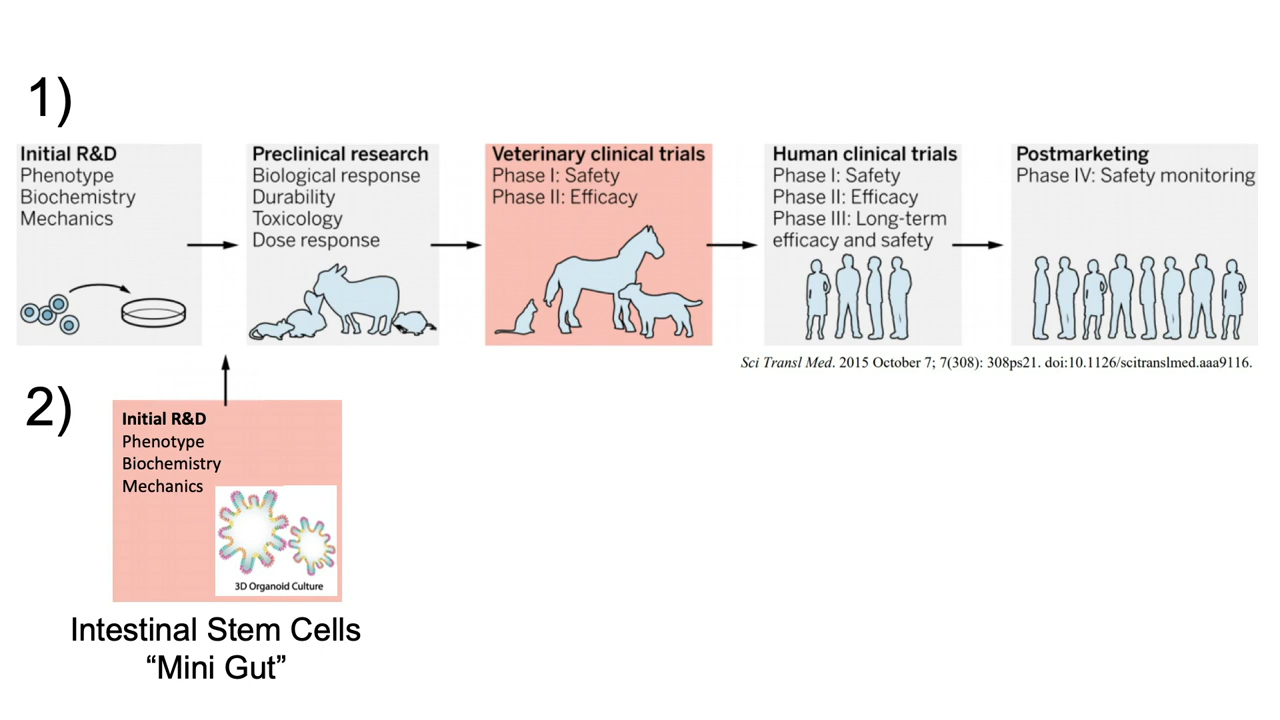 1)
Initial R&D
Phenotype
Biochemistry
Mechanics
Preclinical research
Biological response
Durability
Toxicology
Dose response
Veterinary clinical trials
Phase I: Safety
Phase II: Efficacy
Human clinical trials
Phase I: Safety
Phase II: Efficacy
Phase III: Long-term
efficacy and safety
Postmarketing
Phase IV: Safety monitoring
Sci Transl Med. 2015 October 7; 7(308): 308ps21. doi:10.1126/scitranslmed.aaa9116.
2)
Initial R&D
Phenotype
Biochemistry
Mechanics
3D Organoid Culture
Intestinal Stem Cells
“Mini Gut”